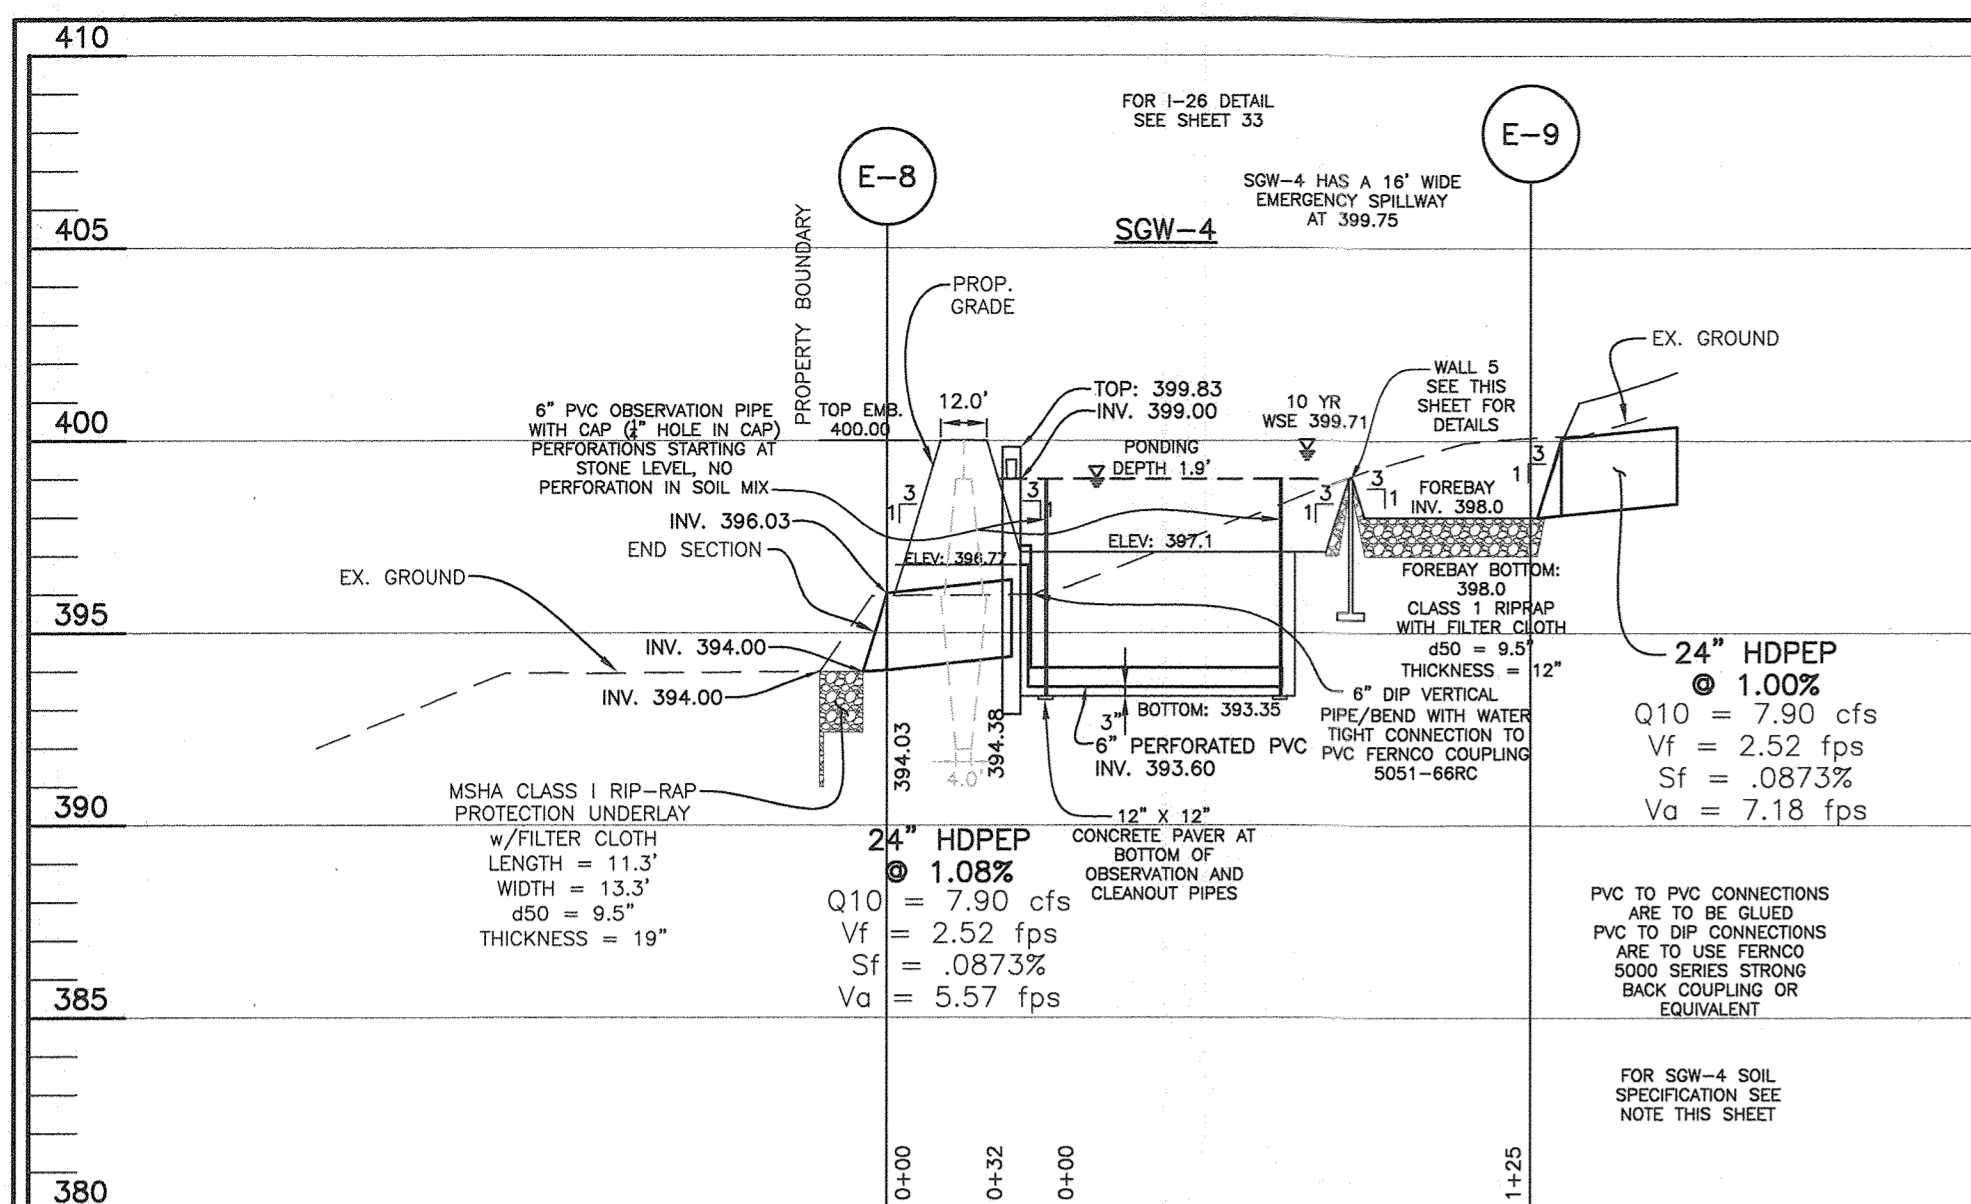 410
405
400
395
390
385
380
FOR I-26 DETAIL
SEE SHEET 33
E-8
E-9
SGW-4 HAS A 16' WIDE
EMERGENCY SPILLWAY
AT 399.75
SGW-4
PROPERTY BOUNDARY
PROP.
GRADE
EX. GROUND
WALL 5
SEE THIS
SHEET FOR
DETAILS
TOP: 399.83
INV. 399.00
10 YR
WSE 399.71
12.0'
TOP EMB.
400.00
6" PVC OBSERVATION PIPE
WITH CAP (1/4" HOLE IN CAP)
PERFORATIONS STARTING AT
STONE LEVEL, NO
PERFORATION IN SOIL MIX
PONDING
DEPTH 1.9'
3
1
3
1
3
1
3
1
3
1
FOREBAY
INV. 398.0
INV. 396.03
END SECTION
ELEV: 396.77
ELEV: 397.1
EX. GROUND
FOREBAY BOTTOM:
398.0
CLASS 1 RIPRAP
WITH FILTER CLOTH
d50 = 9.5"
THICKNESS = 12"
INV. 394.00
INV. 394.00
24" HDPEP
@ 1.00%
Q10 = 7.90 cfs
Vf = 2.52 fps
Sf = .0873%
Va = 7.18 fps
6" DIP VERTICAL
PIPE/BEND WITH WATER
TIGHT CONNECTION TO
PVC FERNCO COUPLING
5051-66RC
BOTTOM: 393.35
3"
6" PERFORATED PVC
INV. 393.60
394.03
394.38
4.0'
MSHA CLASS I RIP-RAP
PROTECTION UNDERLAY
w/FILTER CLOTH
LENGTH = 11.3'
WIDTH = 13.3'
d50 = 9.5"
THICKNESS = 19"
12" X 12"
CONCRETE PAVER AT
BOTTOM OF
OBSERVATION AND
CLEANOUT PIPES
24" HDPEP
@ 1.08%
Q10 = 7.90 cfs
Vf = 2.52 fps
Sf = .0873%
Va = 5.57 fps
PVC TO PVC CONNECTIONS
ARE TO BE GLUED
PVC TO DIP CONNECTIONS
ARE TO USE FERNCO
5000 SERIES STRONG
BACK COUPLING OR
EQUIVALENT
FOR SGW-4 SOIL
SPECIFICATION SEE
NOTE THIS SHEET
0+00
0+32
0+00
1+25